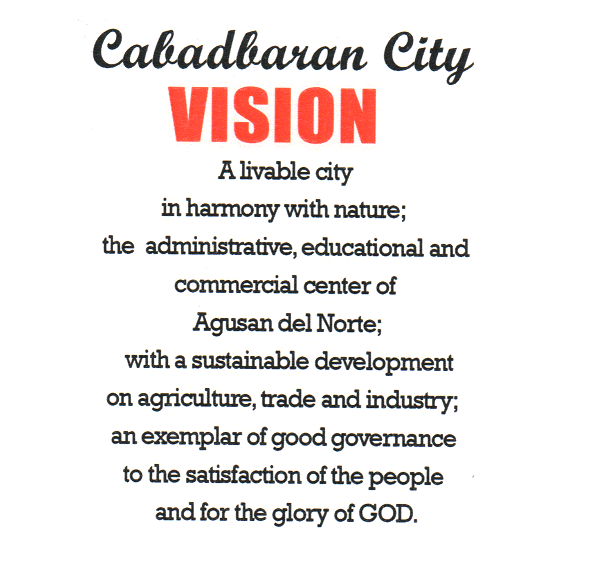 Cabadbaran City
VISION
A livable city
in harmony with nature;
the administrative, educational and
commercial center of
Agusan del Norte;
with a sustainable development
on agriculture, trade and industry;
an exemplar of good governance
to the satisfaction of the people
and for the glory of GOD.